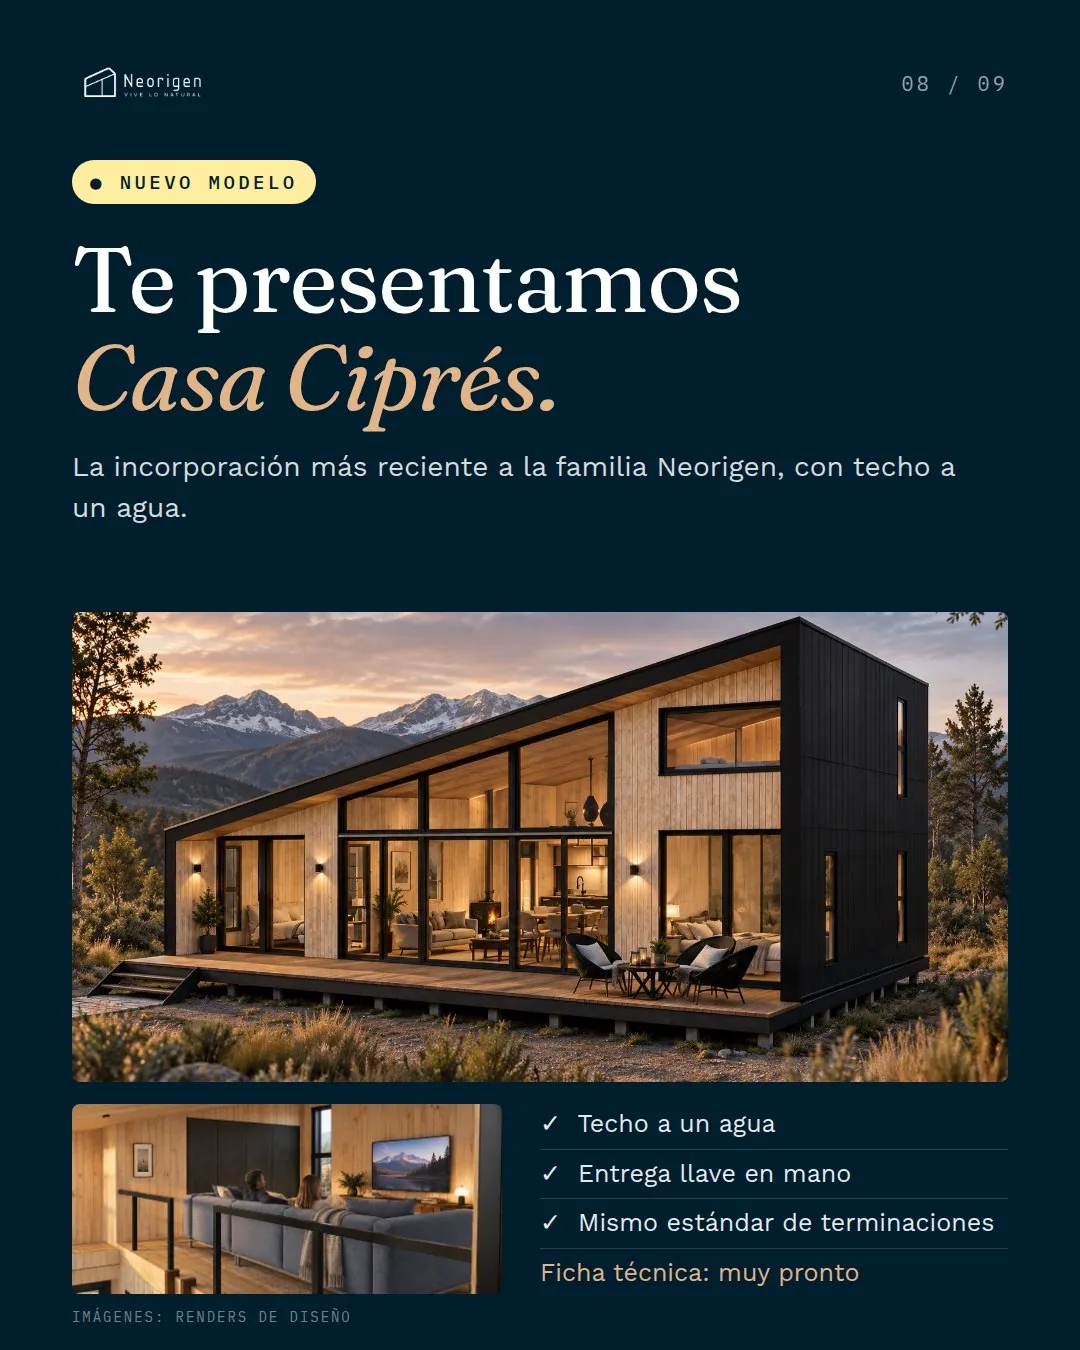 Neorigen
VIVE LO NATURAL
08 / 09
● NUEVO MODELO
Te presentamos
Casa Ciprés.
La incorporación más reciente a la familia Neorigen, con techo a
un agua.
✓ Techo a un agua
✓ Entrega llave en mano
✓ Mismo estándar de terminaciones
Ficha técnica: muy pronto
IMÁGENES: RENDERS DE DISEÑO